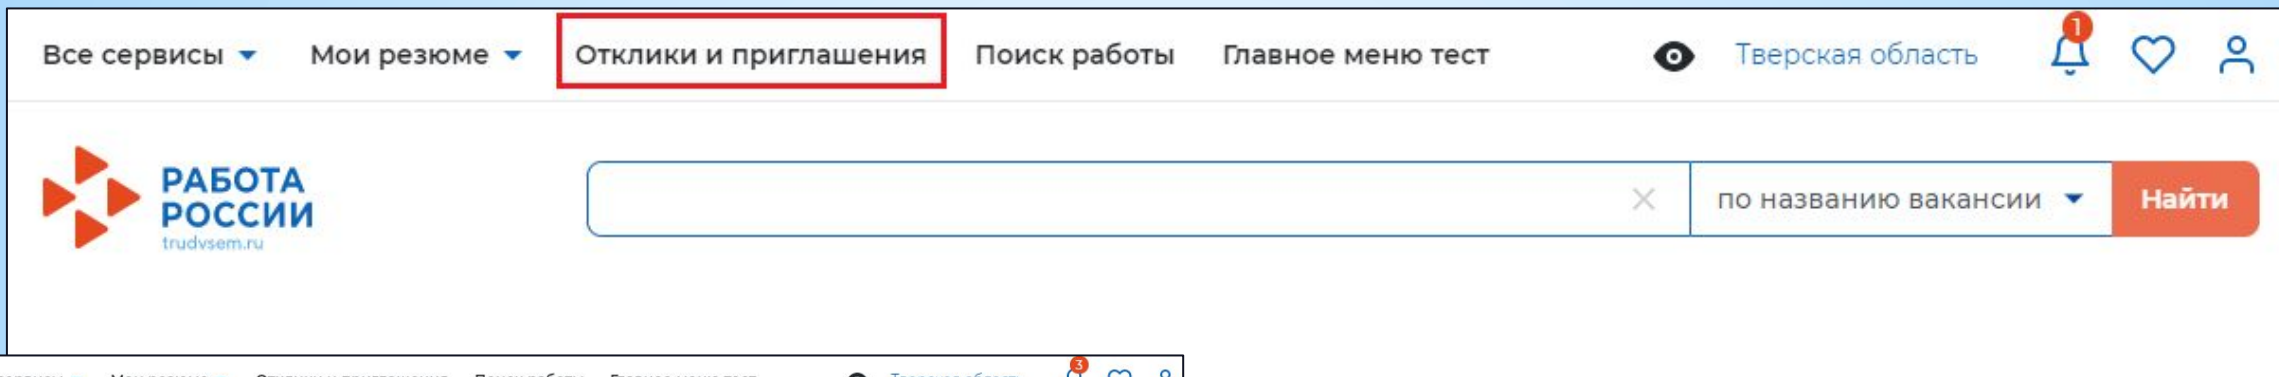 Все сервисы Мои резюме Отклики и приглашения Поиск работы Главное меню тест Тверская область 1
РАБОТА
РОССИИ
trudvsem.ru
по названию вакансии Найти
3